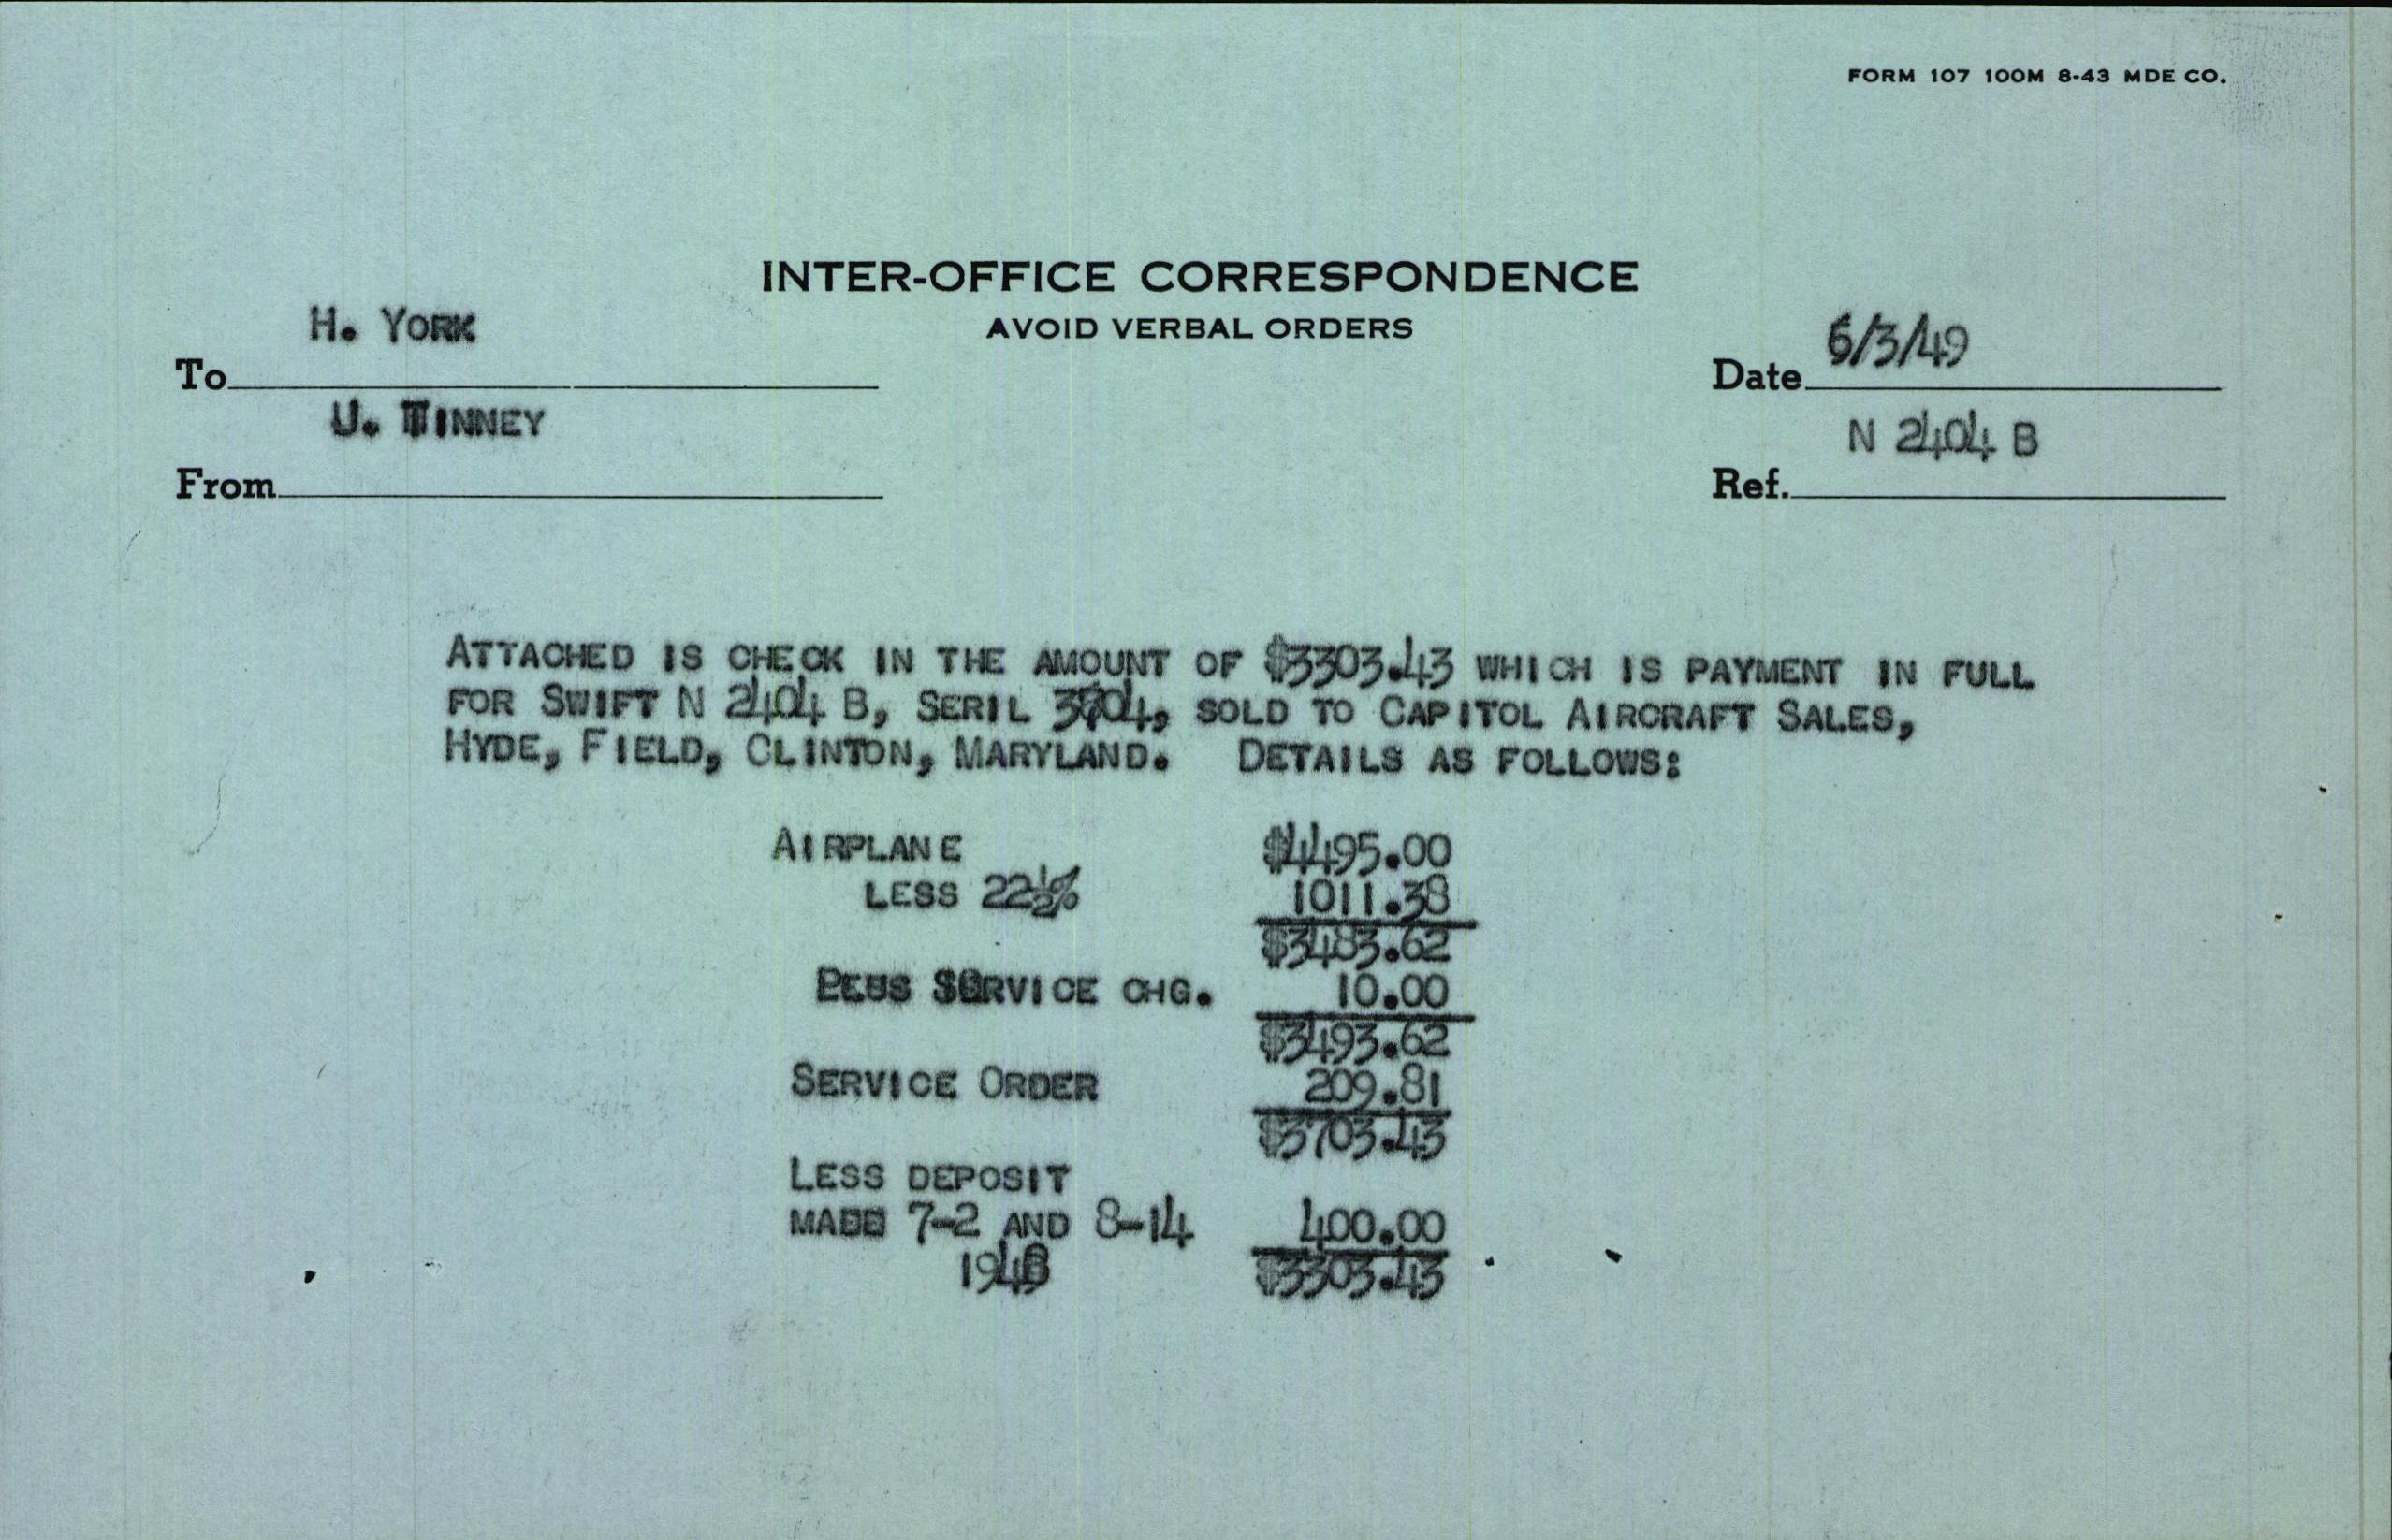 FORM 107 100M 8-43 MDE CO.
INTER-OFFICE CORRESPONDENCE
AVOID VERBAL ORDERS
To H. YORK
Date /3/49
From U. TINNEY
Ref. N 2404 B
ATTACHED IS CHECK IN THE AMOUNT OF $3303.43 WHICH IS PAYMENT IN FULL
FOR SWIFT N 2404 B, SERIL 3704, SOLD TO CAPITOL AIRCRAFT SALES,
HYDE, FIELD, CLINTON, MARYLAND. DETAILS AS FOLLOWS:
AIRPLANE $4495.00
LESS 22½% 1011.38
$3483.62
PLUS SERVICE CHG. 10.00
$3493.62
SERVICE ORDER 209.81
$3703.43
LESS DEPOSIT
MADE 7-2 AND 8-14 400.00
1948 $3303.43